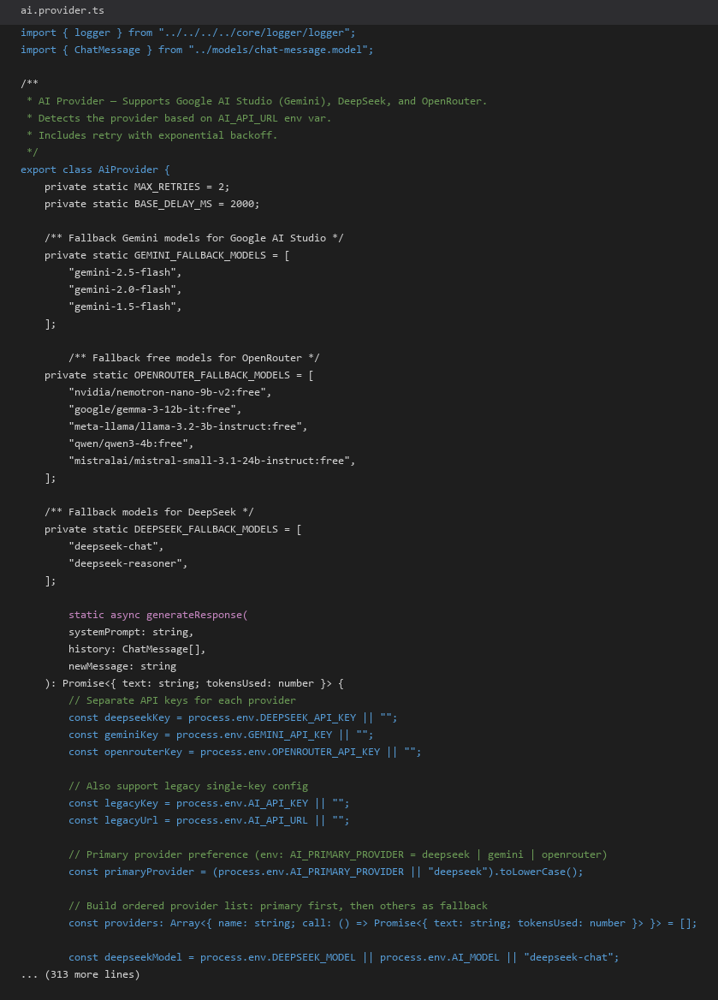 ai.provider.ts
import { logger } from "../../../../core/logger/logger";
import { ChatMessage } from "../models/chat-message.model";
/**
 * AI Provider — Supports Google AI Studio (Gemini), DeepSeek, and OpenRouter.
 * Detects the provider based on AI_API_URL env var.
 * Includes retry with exponential backoff.
 */
export class AiProvider {
    private static MAX_RETRIES = 2;
    private static BASE_DELAY_MS = 2000;
    /** Fallback Gemini models for Google AI Studio */
    private static GEMINI_FALLBACK_MODELS = [
        "gemini-2.5-flash",
        "gemini-2.0-flash",
        "gemini-1.5-flash",
    ];
        /** Fallback free models for OpenRouter */
    private static OPENROUTER_FALLBACK_MODELS = [
        "nvidia/nemotron-nano-9b-v2:free",
        "google/gemma-3-12b-it:free",
        "meta-llama/llama-3.2-3b-instruct:free",
        "qwen/qwen3-4b:free",
        "mistralai/mistral-small-3.1-24b-instruct:free",
    ];
    /** Fallback models for DeepSeek */
    private static DEEPSEEK_FALLBACK_MODELS = [
        "deepseek-chat",
        "deepseek-reasoner",
    ];
        static async generateResponse(
        systemPrompt: string,
        history: ChatMessage[],
        newMessage: string
    ): Promise<{ text: string; tokensUsed: number }> {
        // Separate API keys for each provider
        const deepseekKey = process.env.DEEPSEEK_API_KEY || "";
        const geminiKey = process.env.GEMINI_API_KEY || "";
        const openrouterKey = process.env.OPENROUTER_API_KEY || "";
        // Also support legacy single-key config
        const legacyKey = process.env.AI_API_KEY || "";
        const legacyUrl = process.env.AI_API_URL || "";
        // Primary provider preference (env: AI_PRIMARY_PROVIDER = deepseek | gemini | openrouter)
        const primaryProvider = (process.env.AI_PRIMARY_PROVIDER || "deepseek").toLowerCase();
        // Build ordered provider list: primary first, then others as fallback
        const providers: Array<{ name: string; call: () => Promise<{ text: string; tokensUsed: number }> }> = [];
        const deepseekModel = process.env.DEEPSEEK_MODEL || process.env.AI_MODEL || "deepseek-chat";
... (313 more lines)